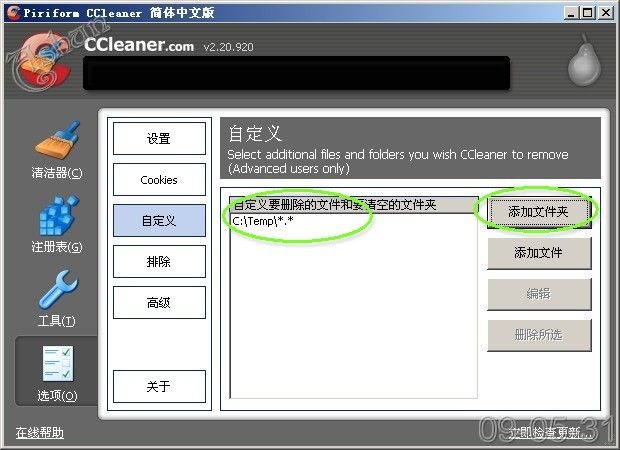 Piriform CCleaner 简体中文版
CCleaner.com v2.20.920
清洁器(C)
注册表(G)
工具(T)
选项(O)
设置
Cookies
自定义
排除
高级
关于
自定义
Select additional files and folders you wish CCleaner to remove
(Advanced users only)
自定义要删除的文件和要清空的文件夹
C:\Temp\*.*
添加文件夹
添加文件
编辑
删除所选
在线帮助
立即检查更新...
09.05.31